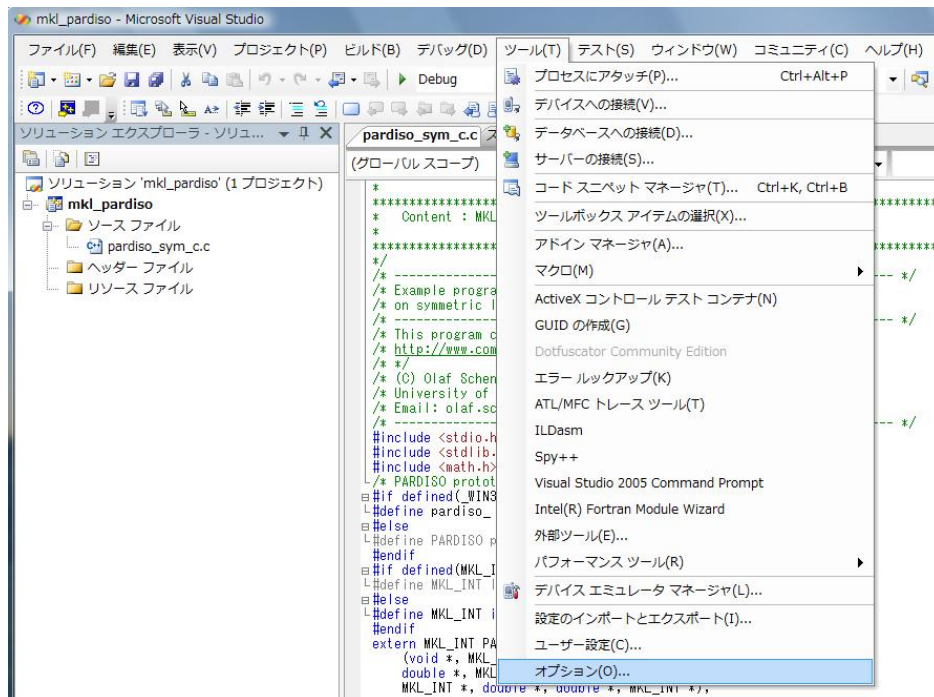 mkl_pardiso - Microsoft Visual Studio
ファイル(F) 編集(E) 表示(V) プロジェクト(P) ビルド(B) デバッグ(D) ツール(T) テスト(S) ウィンドウ(W) コミュニティ(C) ヘルプ(H)
Debug
ソリューション エクスプローラ - ソリュ...
ソリューション 'mkl_pardiso' (1 プロジェクト)
mkl_pardiso
ソース ファイル
pardiso_sym_c.c
ヘッダー ファイル
リソース ファイル
pardiso_sym_c.c
(グローバル スコープ)
*
********************
* Content : MKL
*
********************
*/
/* --------------- --- */
/* Example progra
/* on symmetric l
/* --------------- --- */
/* This program c
/* http://www.com
/* */
/* (C) Olaf Schen
/* University of
/* Email: olaf.sc
/* --------------- --- */
#include <stdio.h
#include <stdlib.
#include <math.h>
/* PARDISO protot
#if defined(_WIN3
#define pardiso_
#else
#define PARDISO p
#endif
#if defined(MKL_I
#define MKL_INT l
#else
#define MKL_INT i
#endif
extern MKL_INT PA
(void *, MKL_
double *, MKL
MKL_INT *, double *, double *, MKL_INT *),
プロセスにアタッチ(P)... Ctrl+Alt+P
デバイスへの接続(V)...
データベースへの接続(D)...
サーバーの接続(S)...
コード スニペット マネージャ(T)... Ctrl+K, Ctrl+B
ツールボックス アイテムの選択(X)...
アドイン マネージャ(A)...
マクロ(M)
ActiveX コントロール テスト コンテナ(N)
GUID の作成(G)
Dotfuscator Community Edition
エラー ルックアップ(K)
ATL/MFC トレース ツール(T)
ILDasm
Spy++
Visual Studio 2005 Command Prompt
Intel(R) Fortran Module Wizard
外部ツール(E)...
パフォーマンス ツール(R)
デバイス エミュレータ マネージャ(L)...
設定のインポートとエクスポート(I)...
ユーザー設定(C)...
オプション(O)...